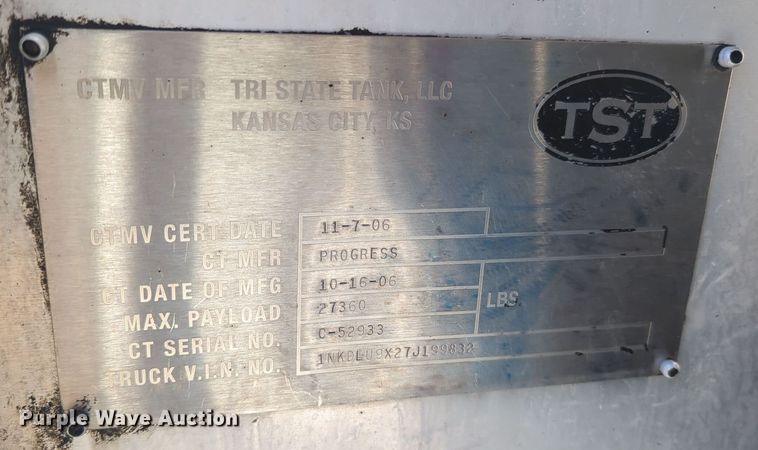 CTMV MFR TRI STATE TANK, LLC
KANSAS CITY, KS
TST
CTMV CERT DATE 11-7-06
CT MFR PROGRESS
CT DATE OF MFG 10-16-06
MAX. PAYLOAD 27360 LBS.
CT SERIAL NO. C-52933
TRUCK V.I.N. NO. 1NKDLU9X27J199832
Purple Wave Auction